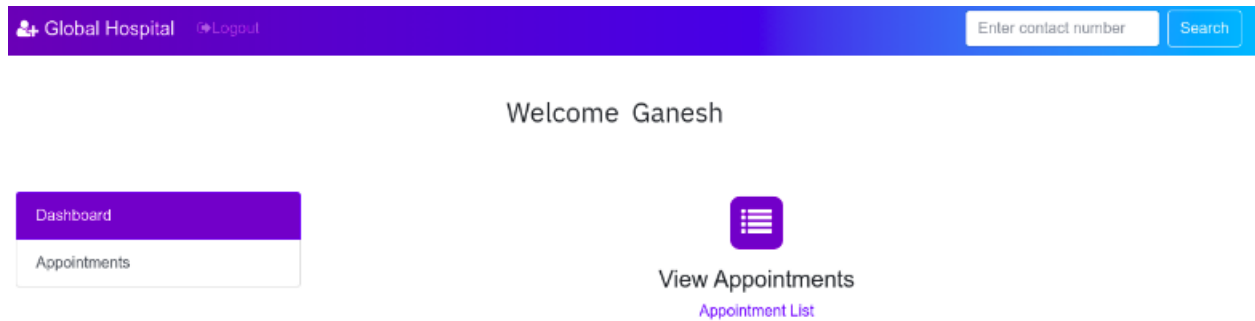 Global Hospital Logout Enter contact number Search
Welcome Ganesh
Dashboard
Appointments
View Appointments
Appointment List